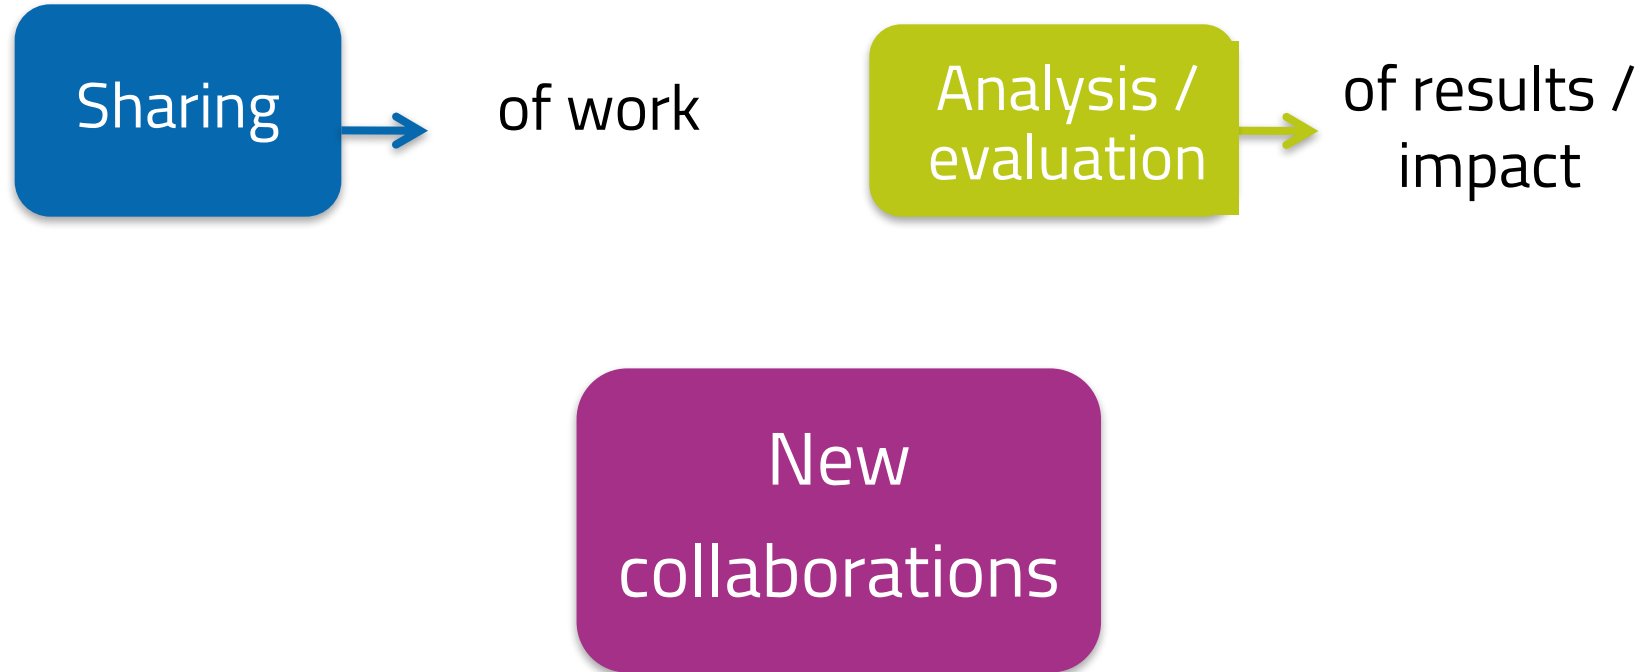 Sharing
of work
Analysis /
evaluation
of results /
impact
New
collaborations